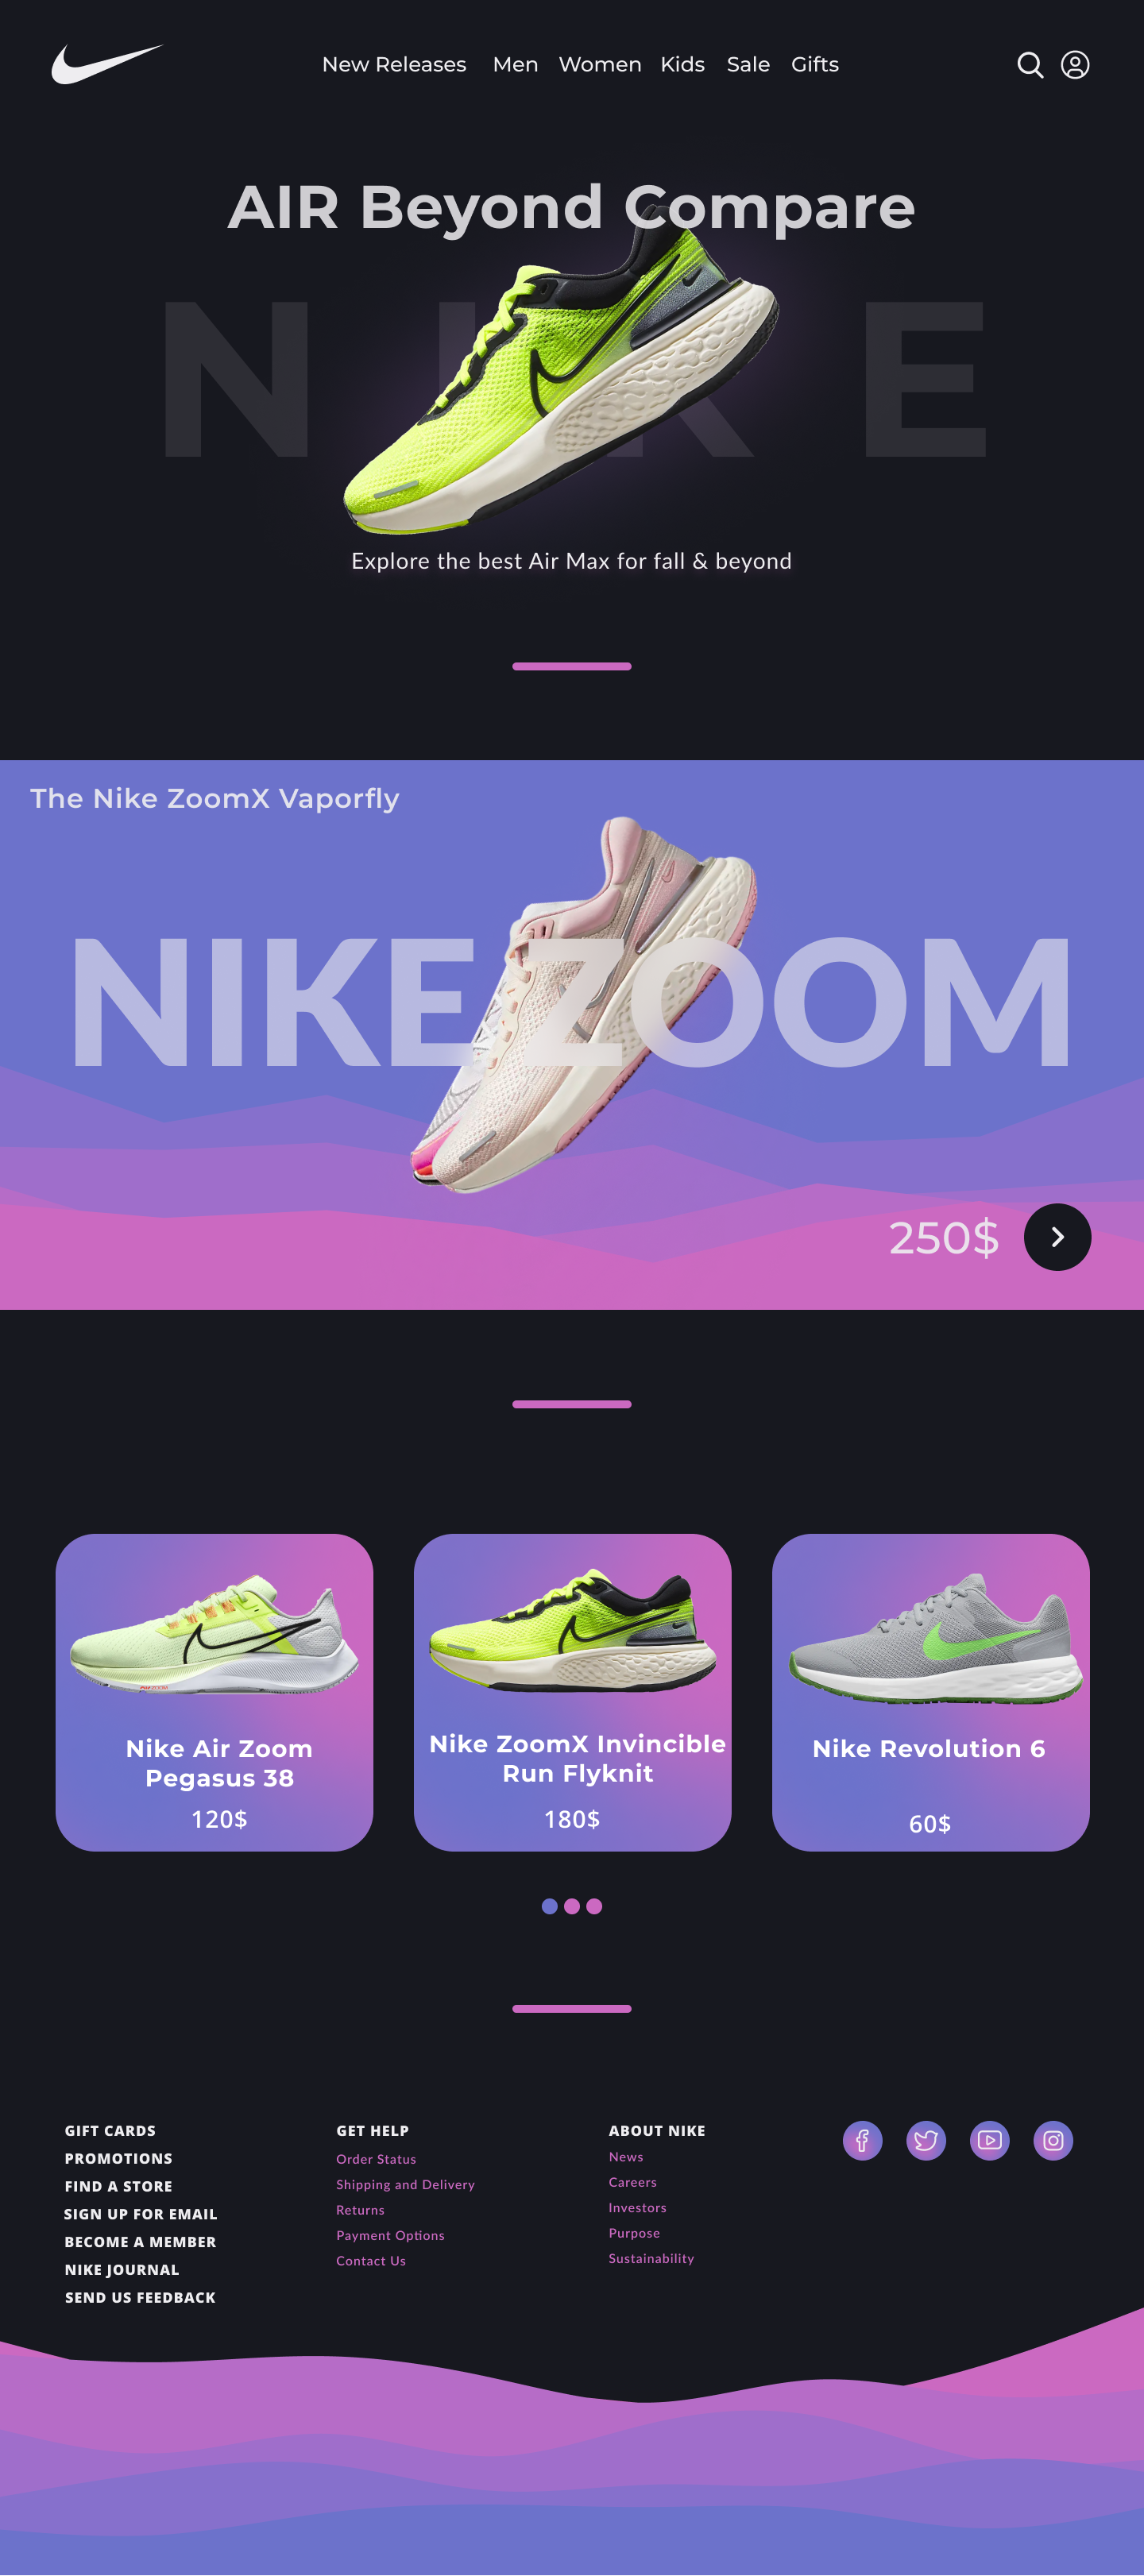 New Releases Men Women Kids Sale Gifts
AIR Beyond Compare
NIKE
Explore the best Air Max for fall & beyond
The Nike ZoomX Vaporfly
NIKE ZOOM
250$
Nike Air Zoom
Pegasus 38
120$
Nike ZoomX Invincible
Run Flyknit
180$
Nike Revolution 6
60$
GIFT CARDS
PROMOTIONS
FIND A STORE
SIGN UP FOR EMAIL
BECOME A MEMBER
NIKE JOURNAL
SEND US FEEDBACK
GET HELP
Order Status
Shipping and Delivery
Returns
Payment Options
Contact Us
ABOUT NIKE
News
Careers
Investors
Purpose
Sustainability